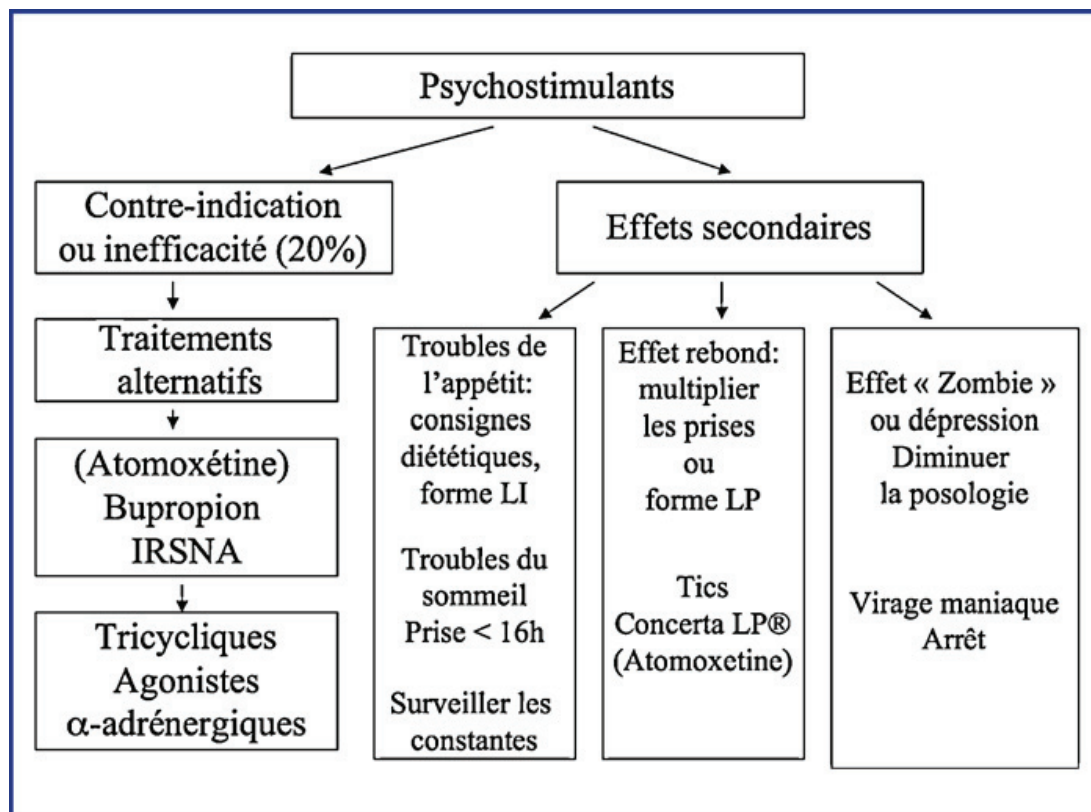 Psychostimulants
Contre-indication
ou inefficacité (20%)
Effets secondaires
Traitements
alternatifs
(Atomoxétine)
Bupropion
IRSNA
Tricycliques
Agonistes
α-adrénergiques
Troubles de
l’appétit:
consignes
diététiques,
forme LI
Troubles du
sommeil
Prise < 16h
Surveiller les
constantes
Effet rebond:
multiplier
les prises
ou
forme LP
Tics
Concerta LP®
(Atomoxetine)
Effet « Zombie »
ou dépression
Diminuer
la posologie
Virage maniaque
Arrêt